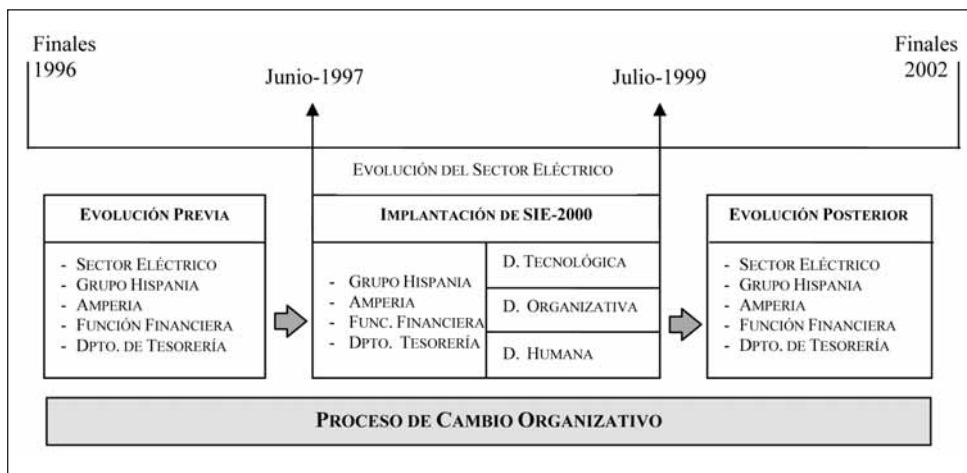 Finales
1996
Junio-1997
Julio-1999
Finales
2002
EVOLUCIÓN DEL SECTOR ELÉCTRICO
EVOLUCIÓN PREVIA
- SECTOR ELÉCTRICO
- GRUPO HISPANIA
- AMPERIA
- FUNCIÓN FINANCIERA
- DPTO. DE TESORERÍA
IMPLANTACIÓN DE SIE-2000
- GRUPO HISPANIA
- AMPERIA
- FUNC. FINANCIERA
- DPTO. TESORERÍA
D. TECNOLÓGICA
D. ORGANIZATIVA
D. HUMANA
EVOLUCIÓN POSTERIOR
- SECTOR ELÉCTRICO
- GRUPO HISPANIA
- AMPERIA
- FUNCIÓN FINANCIERA
- DPTO. DE TESORERÍA
PROCESO DE CAMBIO ORGANIZATIVO